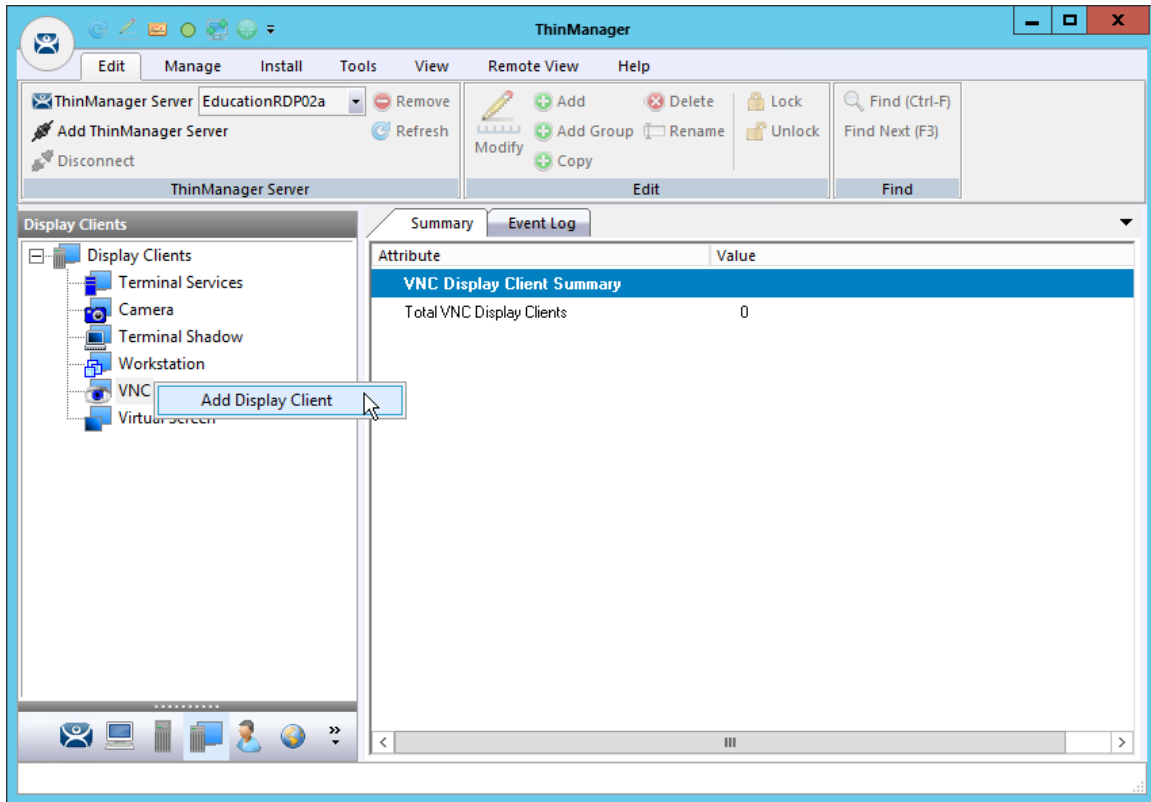 ThinManager
Edit Manage Install Tools View Remote View Help
ThinManager Server EducationRDP02a Remove Add Delete Lock Find (Ctrl-F)
Add ThinManager Server Refresh Modify Add Group Rename Unlock Find Next (F3)
Disconnect Copy
ThinManager Server Edit Find
Display Clients Summary Event Log
Display Clients Attribute Value
Terminal Services VNC Display Client Summary
Camera Total VNC Display Clients 0
Terminal Shadow
Workstation
VNC Add Display Client
Virtual Screen